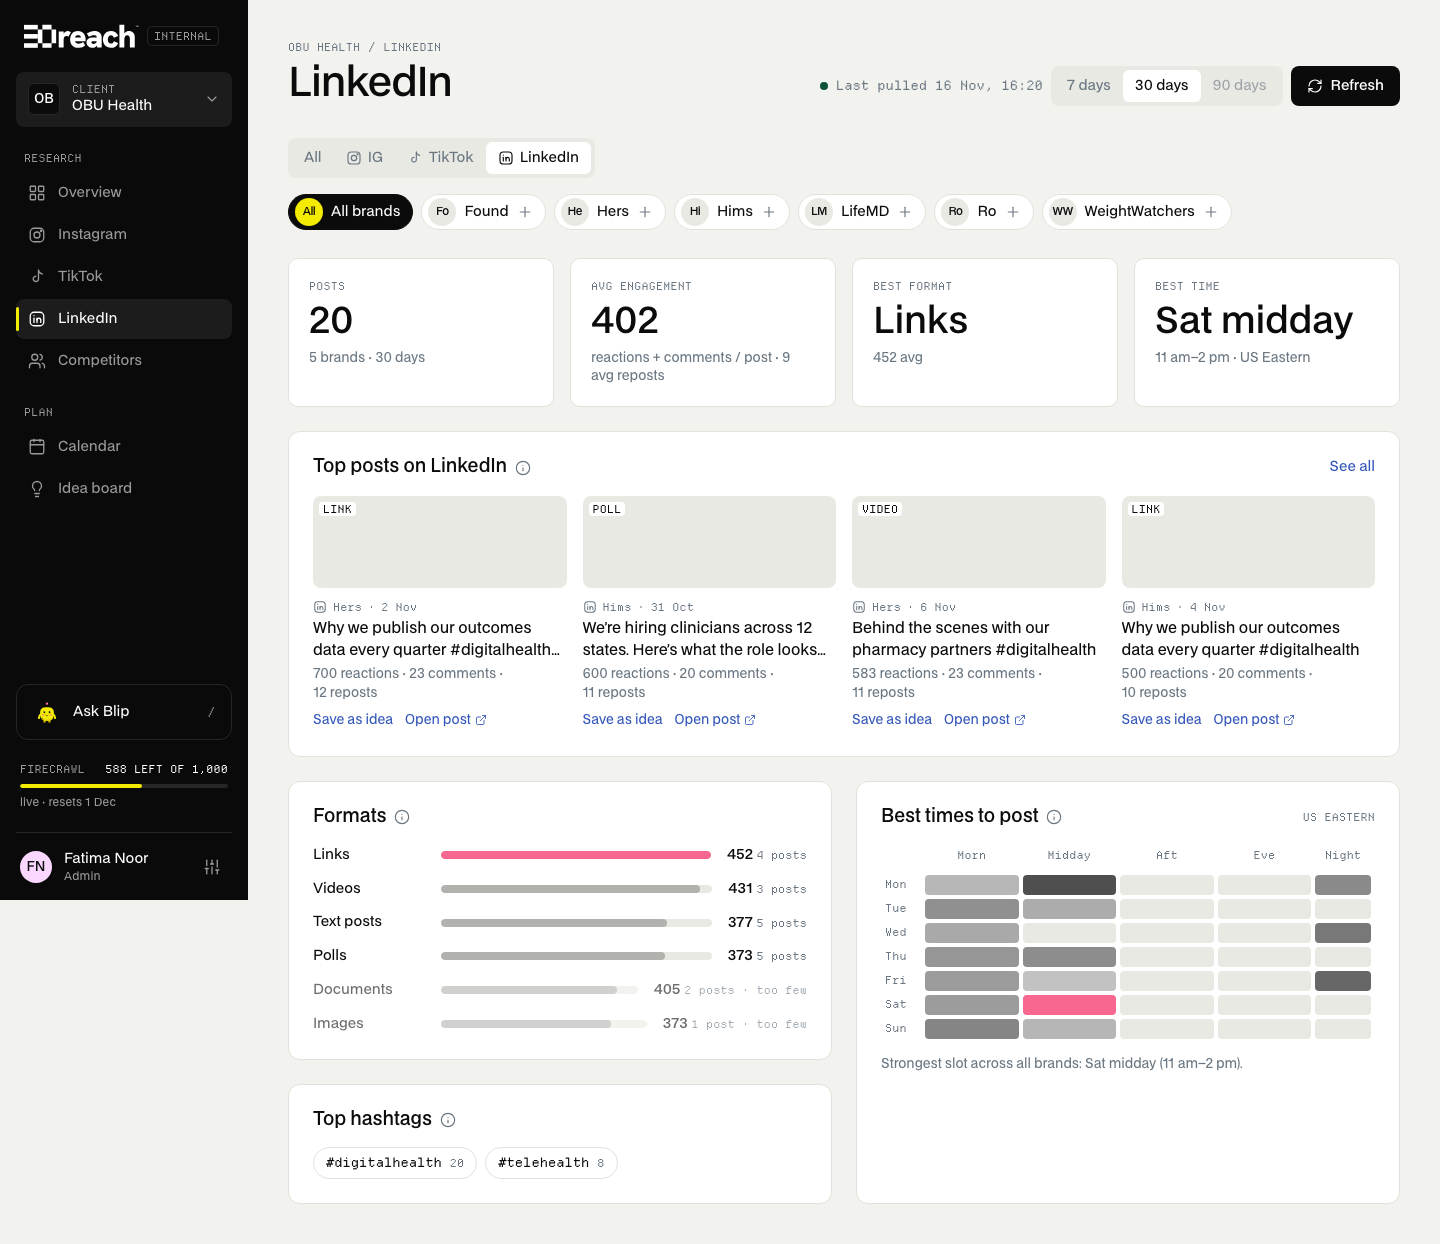 reach
INTERNAL
OB
CLIENT
OBU Health
RESEARCH
Overview
Instagram
TikTok
LinkedIn
Competitors
PLAN
Calendar
Idea board
Ask Blip
/
FIRECRAWL 588 LEFT OF 1,000
live · resets 1 Dec
FN
Fatima Noor
Admin
OBU HEALTH / LINKEDIN
LinkedIn
Last pulled 16 Nov, 16:20
7 days 30 days 90 days
Refresh
All IG TikTok LinkedIn
All All brands
Fo Found
He Hers
Hi Hims
LM LifeMD
Ro Ro
WW WeightWatchers
POSTS
20
5 brands · 30 days
AVG ENGAGEMENT
402
reactions + comments / post · 9
avg reposts
BEST FORMAT
Links
452 avg
BEST TIME
Sat midday
11 am–2 pm · US Eastern
Top posts on LinkedIn
See all
LINK
Hers · 2 Nov
Why we publish our outcomes
data every quarter #digitalhealth…
700 reactions · 23 comments ·
12 reposts
Save as idea Open post
POLL
Hims · 31 Oct
We're hiring clinicians across 12
states. Here's what the role looks…
600 reactions · 20 comments ·
11 reposts
Save as idea Open post
VIDEO
Hers · 6 Nov
Behind the scenes with our
pharmacy partners #digitalhealth
583 reactions · 23 comments ·
11 reposts
Save as idea Open post
LINK
Hims · 4 Nov
Why we publish our outcomes
data every quarter #digitalhealth
500 reactions · 20 comments ·
10 reposts
Save as idea Open post
Formats
Links 452 4 posts
Videos 431 3 posts
Text posts 377 5 posts
Polls 373 5 posts
Documents 405 2 posts · too few
Images 373 1 post · too few
Best times to post
US EASTERN
Morn Midday Aft Eve Night
Mon
Tue
Wed
Thu
Fri
Sat
Sun
Strongest slot across all brands: Sat midday (11 am–2 pm).
Top hashtags
#digitalhealth 20
#telehealth 8